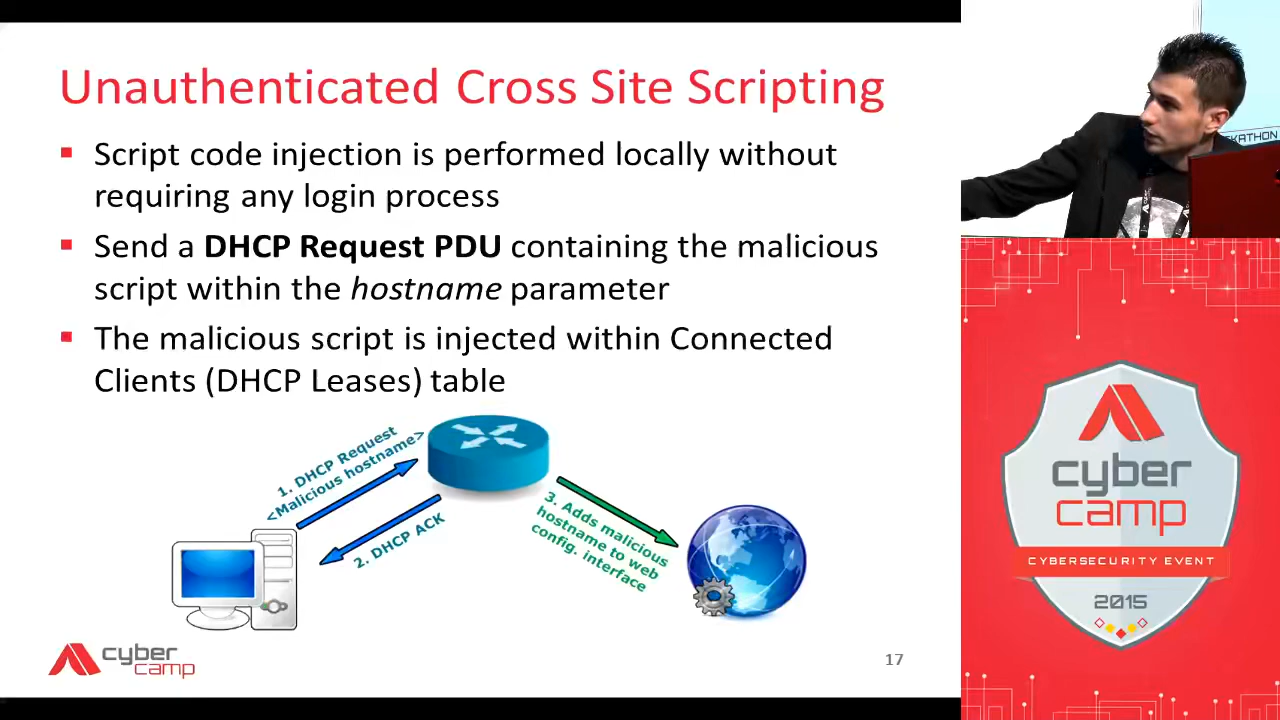 Unauthenticated Cross Site Scripting
Script code injection is performed locally without
requiring any login process
Send a DHCP Request PDU containing the malicious
script within the hostname parameter
The malicious script is injected within Connected
Clients (DHCP Leases) table
1. DHCP Request
<Malicious hostname>
2. DHCP ACK
3. Adds malicious
hostname to web
config. interface
cyber
camp
17
KATHON
cyber
camp
CYBERSECURITY EVENT
2015